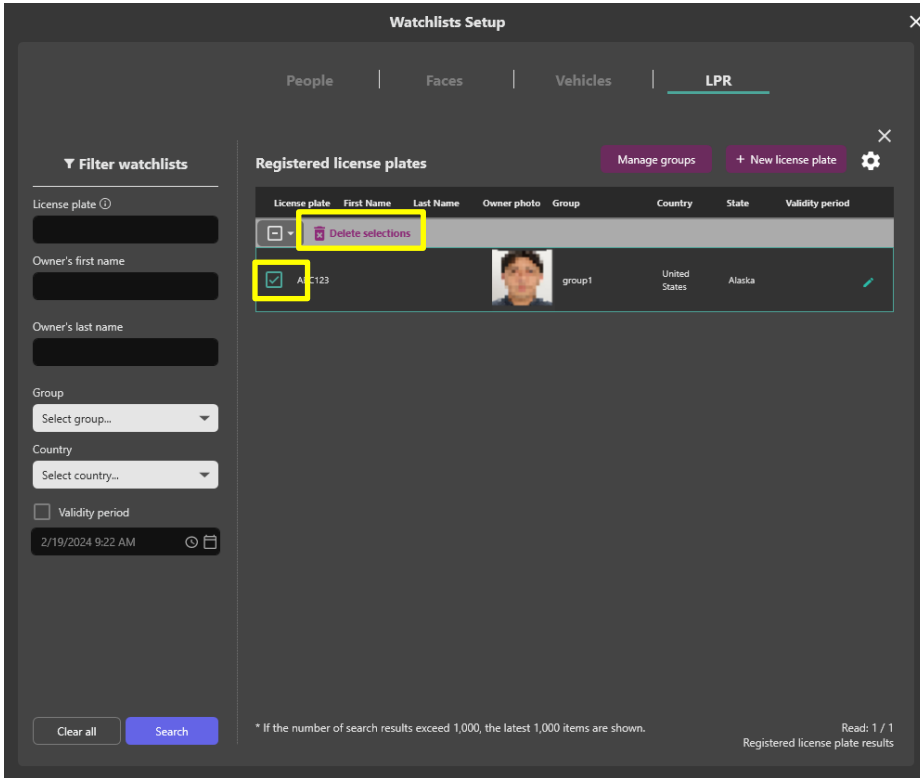 Watchlists Setup
People
Faces
Vehicles
LPR
Filter watchlists
License plate
Owner's first name
Owner's last name
Group
Select group...
Country
Select country...
Validity period
2/19/2024 9:22 AM
Clear all
Search
Registered license plates
Manage groups
+ New license plate
License plate First Name Last Name Owner photo Group Country State Validity period
Delete selections
ABC123 group1 United States Alaska
* If the number of search results exceed 1,000, the latest 1,000 items are shown.
Read: 1 / 1
Registered license plate results